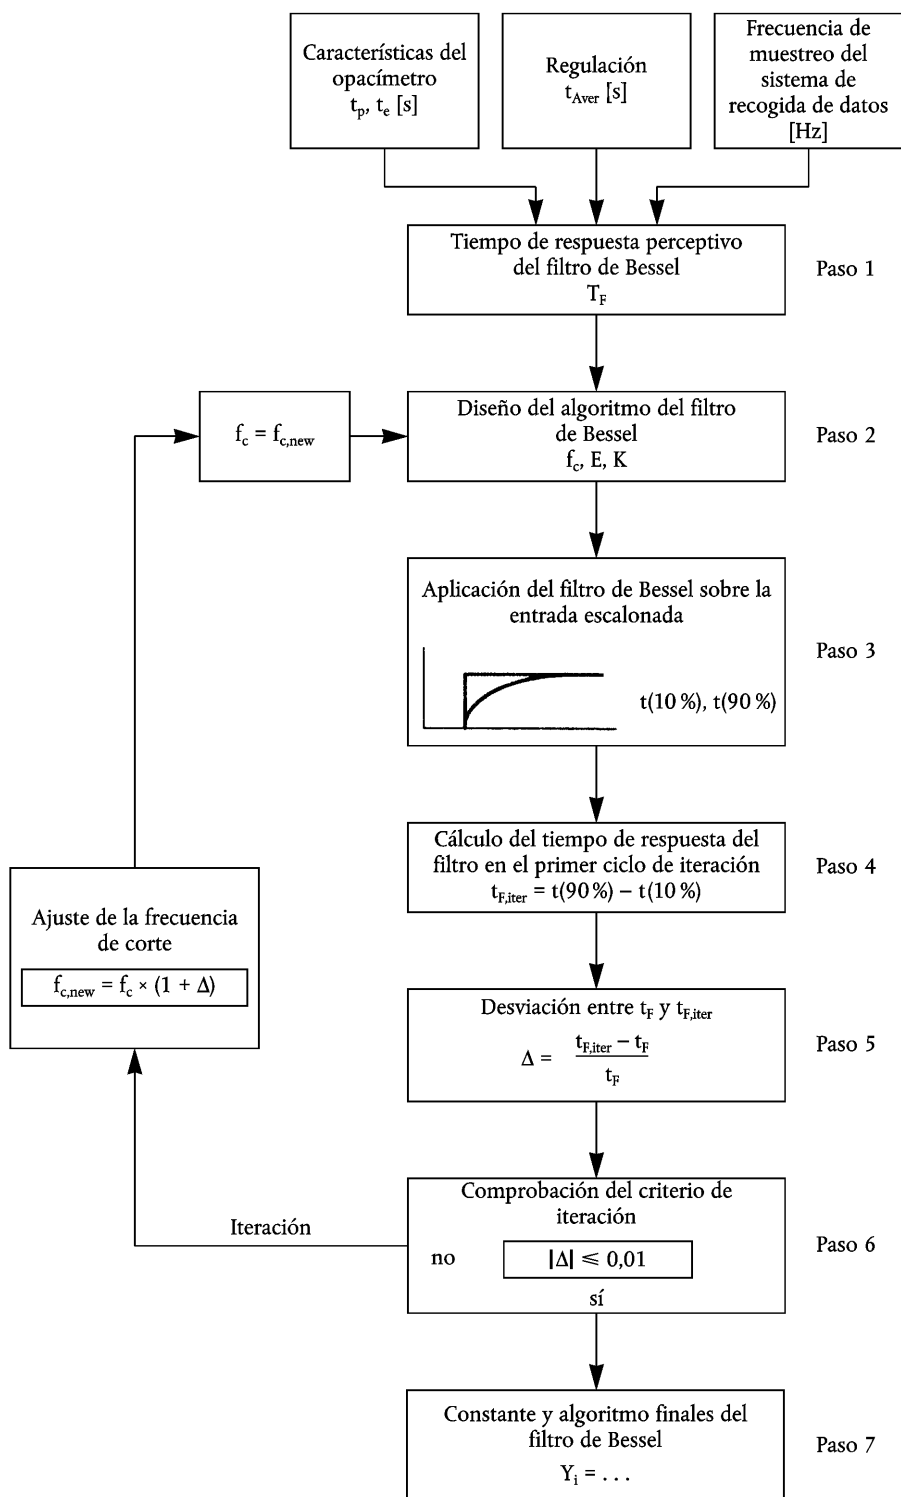 Características del
opacímetro
tp, te [s]
Regulación
tAver [s]
Frecuencia de
muestreo del
sistema de
recogida de datos
[Hz]
Tiempo de respuesta perceptivo
del filtro de Bessel
TF
Paso 1
fc = fc,new
Diseño del algoritmo del filtro
de Bessel
fc, E, K
Paso 2
Aplicación del filtro de Bessel sobre la
entrada escalonada
t(10 %), t(90 %)
Paso 3
Cálculo del tiempo de respuesta del
filtro en el primer ciclo de iteración
tF,iter = t(90 %) – t(10 %)
Paso 4
Ajuste de la frecuencia
de corte
fc,new = fc × (1 + Δ)
Desviación entre tF y tF,iter
Δ = tF,iter – tF
tF
Paso 5
Iteración
Comprobación del criterio de
iteración
no
|Δ| ⩽ 0,01
sí
Paso 6
Constante y algoritmo finales del
filtro de Bessel
Yi = . . .
Paso 7